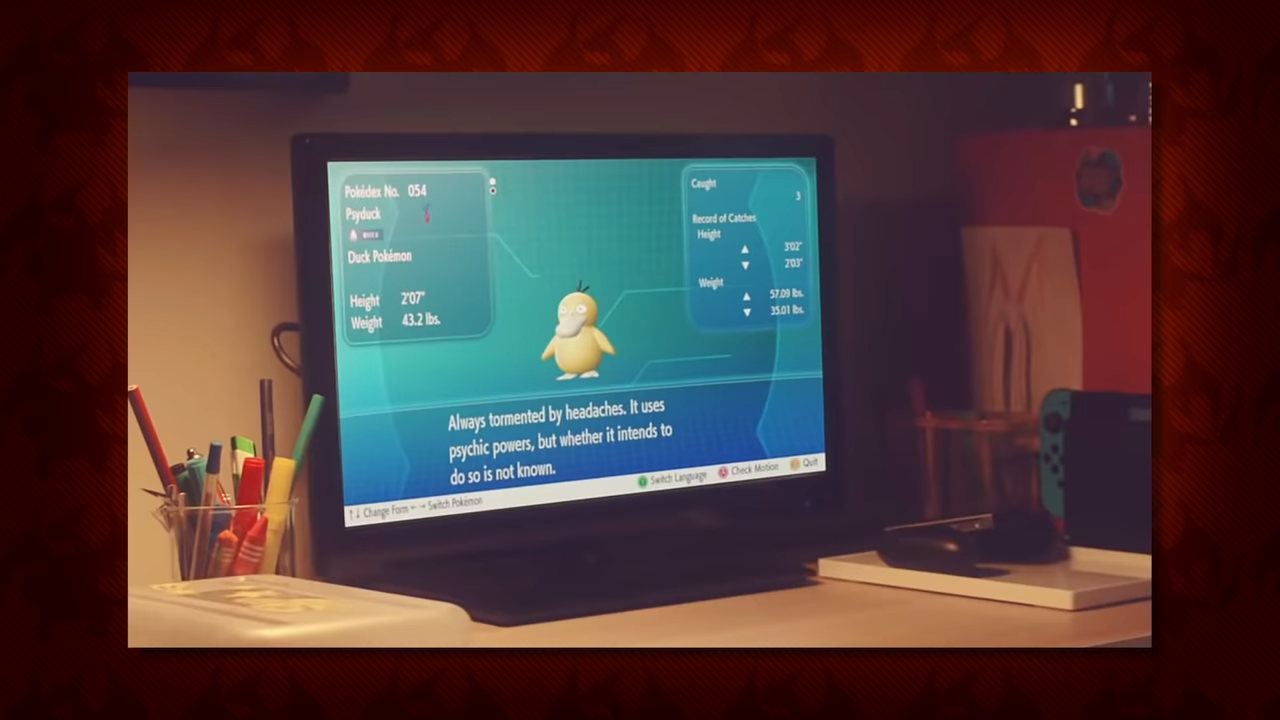 Pokédex No. 054
Psyduck
Duck Pokémon
Height 2'07"
Weight 43.2 lbs.
Caught
3
Record of Catches
Height
▲ 3'02"
▼ 2'03"
Weight
▲ 57.09 lbs.
▼ 35.01 lbs.
Always tormented by headaches. It uses
psychic powers, but whether it intends to
do so is not known.
↑↓ Change Form ←→ Switch Pokémon
Y Switch Language
Check Motion
Quit